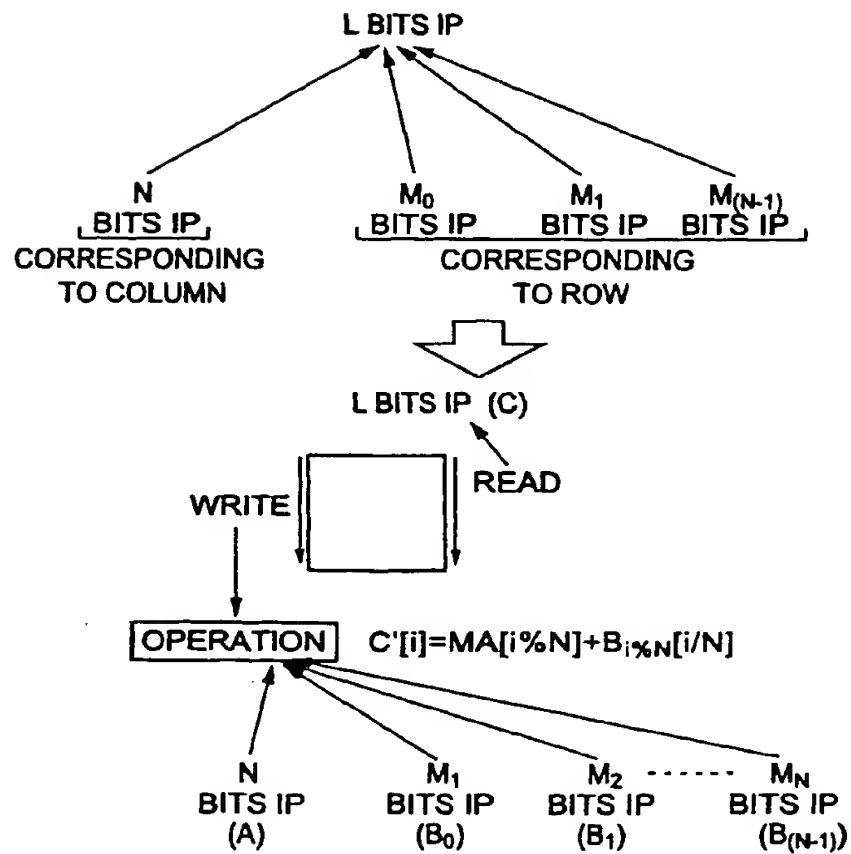 L BITS IP
N M₀ M₁ M₍N-1₎
BITS IP BITS IP BITS IP BITS IP
CORRESPONDING CORRESPONDING
TO COLUMN TO ROW
L BITS IP (C)
READ
WRITE
OPERATION C'[i]=MA[i%N]+Bi%N[i/N]
N M₁ M₂ ----- MN
BITS IP BITS IP BITS IP BITS IP
(A) (B₀) (B₁) (B(N-1))